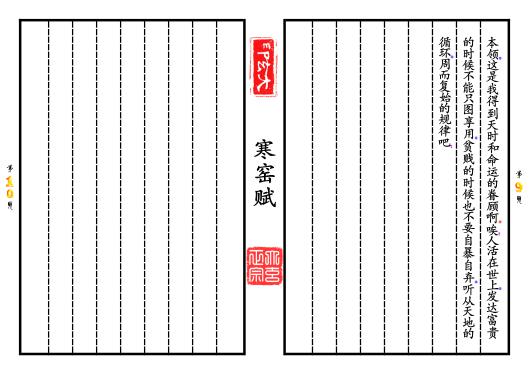 本领。这是我得到天时和命运的眷顾啊。唉，人活在世上，发达富贵
的时候不能只图享用，贫贱的时候也不要自暴自弃。听从天地的
循环，周而复始的规律吧。
寒窑赋
第9页
第10页